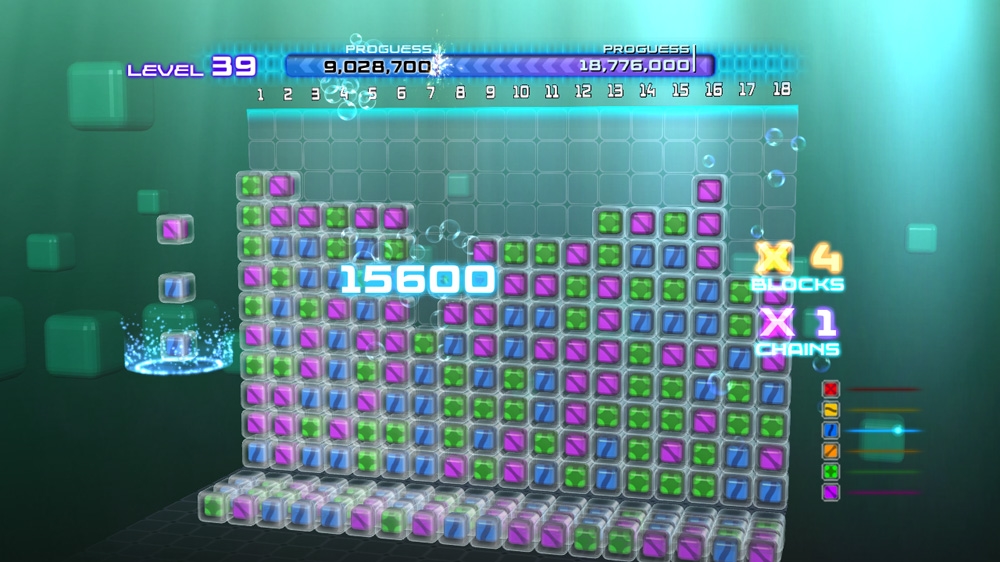 PROGUESS PROGUESS
LEVEL 39 9,028,700 18,776,000
1 2 3 4 5 6 7 8 9 10 11 12 13 14 15 16 17 18
15600
X 4
BLOCKS
X 1
CHAINS